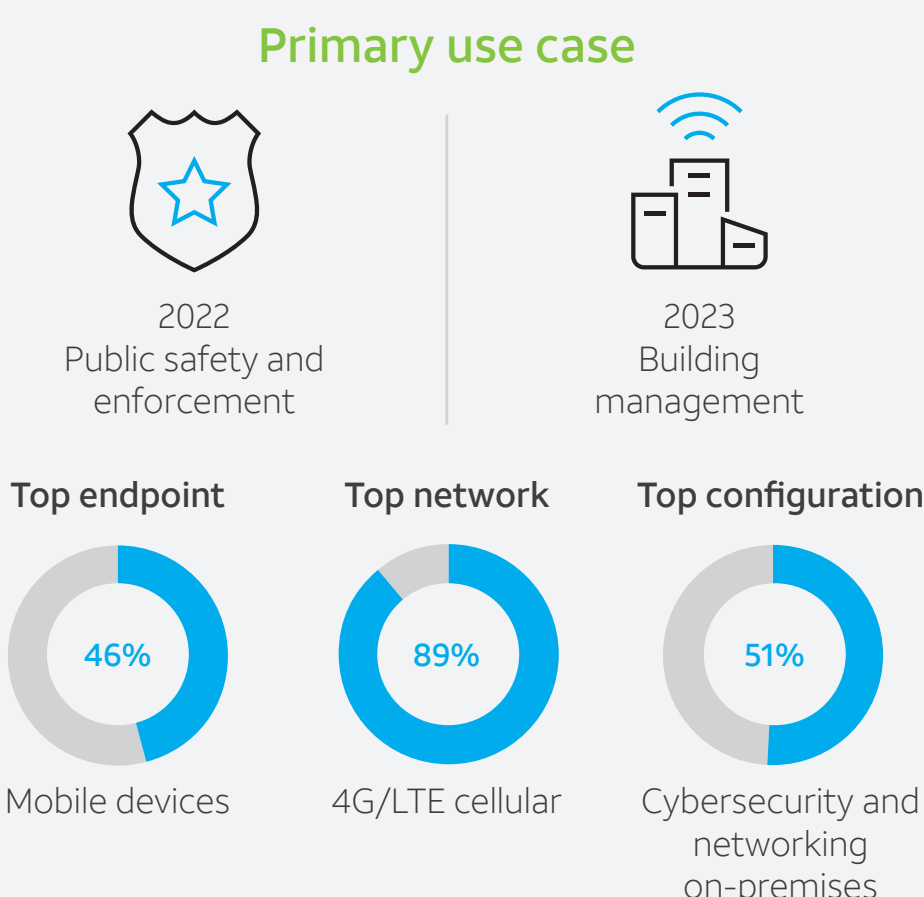 Primary use case
2022
Public safety and
enforcement
2023
Building
management
Top endpoint
46%
Mobile devices
Top network
89%
4G/LTE cellular
Top configuration
51%
Cybersecurity and
networking
on-premises